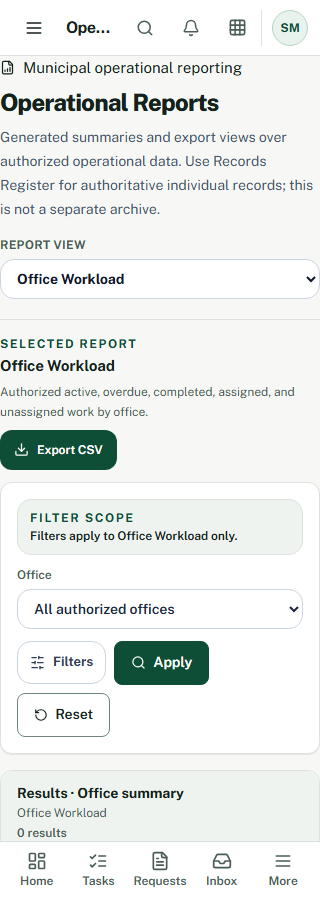 Ope...
SM
Municipal operational reporting
Operational Reports
Generated summaries and export views over
authorized operational data. Use Records
Register for authoritative individual records; this
is not a separate archive.
REPORT VIEW
Office Workload
SELECTED REPORT
Office Workload
Authorized active, overdue, completed, assigned, and
unassigned work by office.
Export CSV
FILTER SCOPE
Filters apply to Office Workload only.
Office
All authorized offices
Filters
Apply
Reset
Results · Office summary
Office Workload
0 results
Home Tasks Requests Inbox More